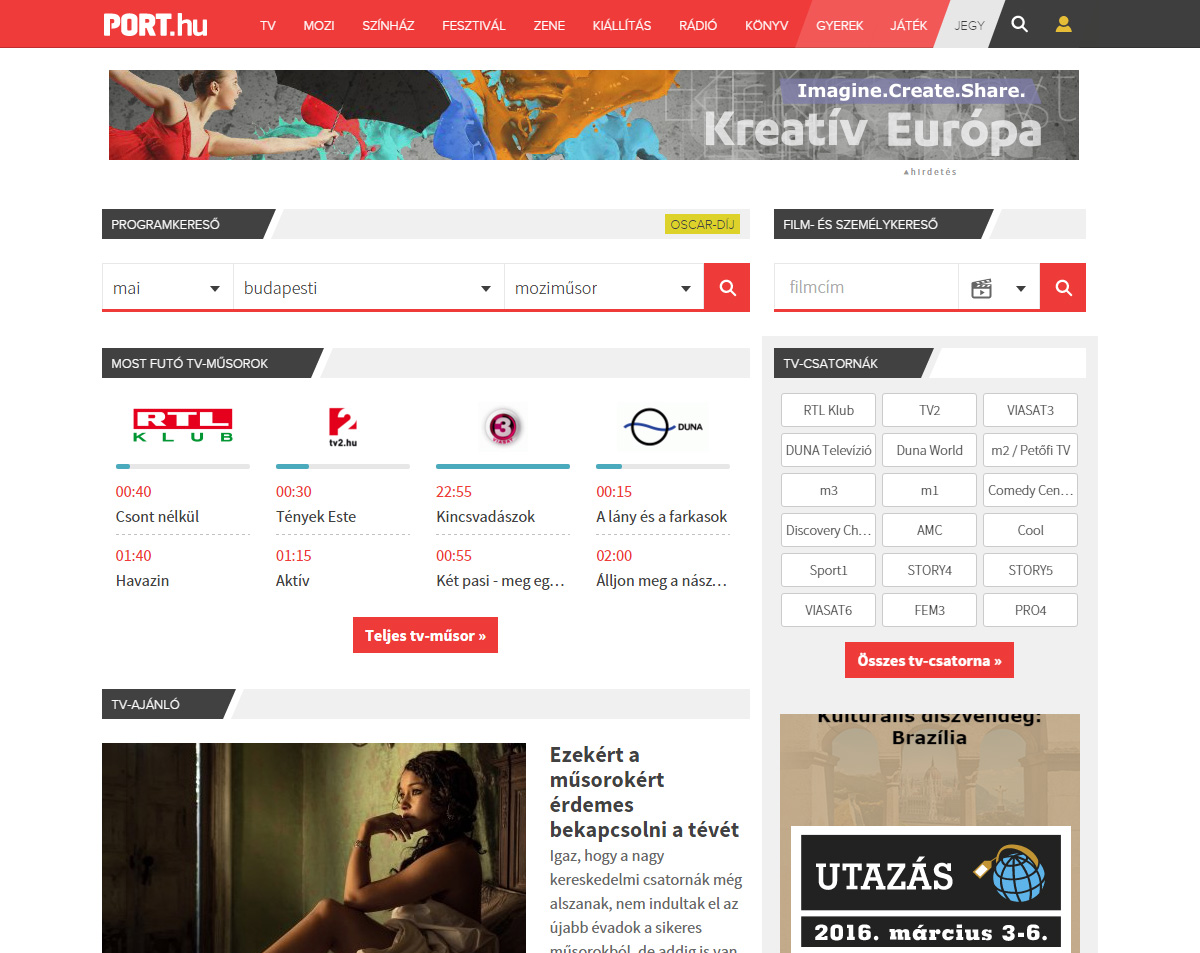 PORT.hu
TV MOZI SZÍNHÁZ FESZTIVÁL ZENE KIÁLLÍTÁS RÁDIÓ KÖNYV GYEREK JÁTÉK JEGY
Imagine.Create.Share.
Kreatív Európa
▲hirdetés
PROGRAMKERESŐ
OSCAR-DÍJ
FILM- ÉS SZEMÉLYKERESŐ
mai budapesti moziműsor
filmcím
MOST FUTÓ TV-MŰSOROK
RTL KLUB
tv2.hu
3
DUNA
00:40 00:30 22:55 00:15
Csont nélkül Tények Este Kincsvadászok A lány és a farkasok
01:40 01:15 00:55 02:00
Havazin Aktív Két pasi - meg eg… Álljon meg a nász…
Teljes tv-műsor »
TV-CSATORNÁK
RTL Klub TV2 VIASAT3
DUNA Televízió Duna World m2 / Petőfi TV
m3 m1 Comedy Cen…
Discovery Ch… AMC Cool
Sport1 STORY4 STORY5
VIASAT6 FEM3 PRO4
Összes tv-csatorna »
TV-AJÁNLÓ
Ezekért a
műsorokért
érdemes
bekapcsolni a tévét
Igaz, hogy a nagy
kereskedelmi csatornák még
alszanak, nem indultak el az
újabb évadok a sikeres
műsorokból, de addig is van
Kulturális díszvendég:
Brazília
UTAZÁS
2016. március 3-6.